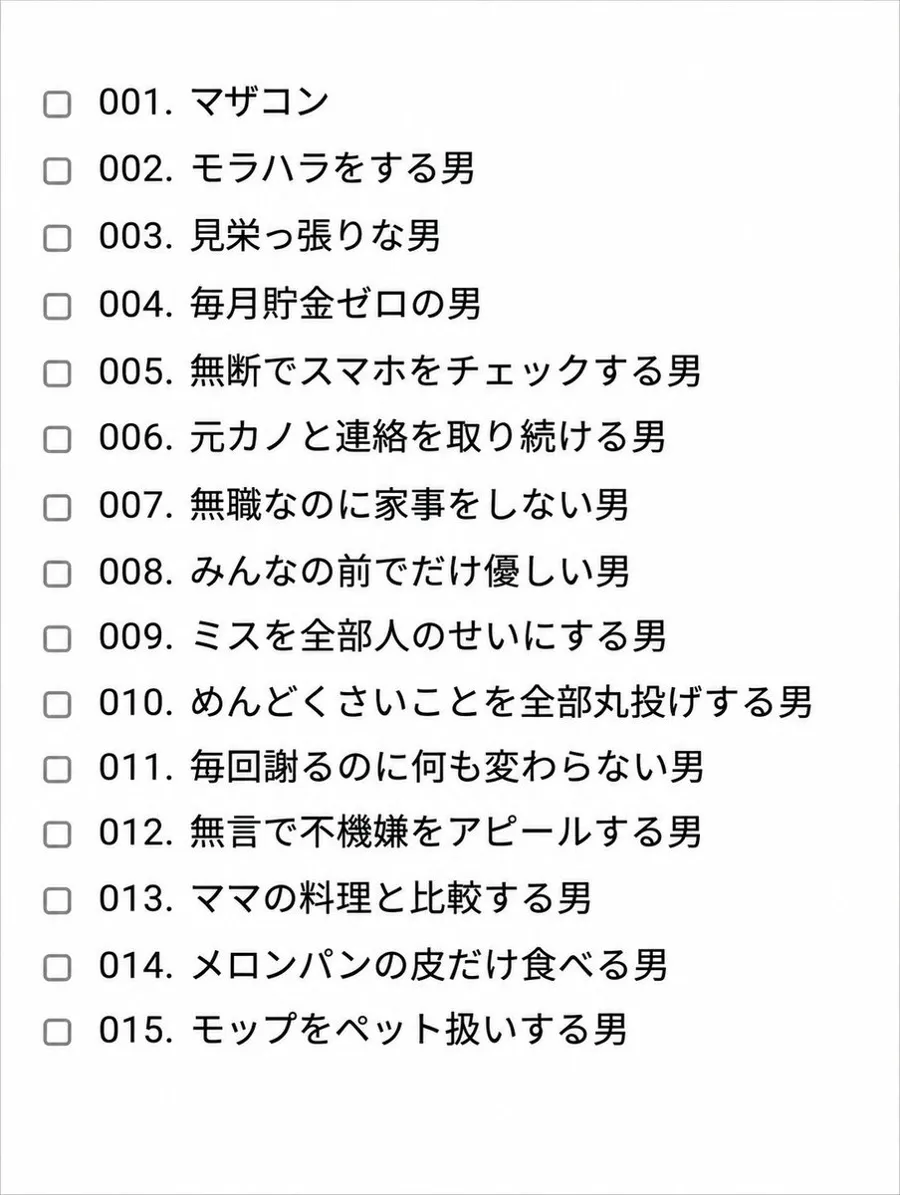 001. マザコン
002. モラハラをする男
003. 見栄っ張りな男
004. 毎月貯金ゼロの男
005. 無断でスマホをチェックする男
006. 元カノと連絡を取り続ける男
007. 無職なのに家事をしない男
008. みんなの前でだけ優しい男
009. ミスを全部人のせいにする男
010. めんどくさいことを全部丸投げする男
011. 毎回謝るのに何も変わらない男
012. 無言で不機嫌をアピールする男
013. ママの料理と比較する男
014. メロンパンの皮だけ食べる男
015. モップをペット扱いする男